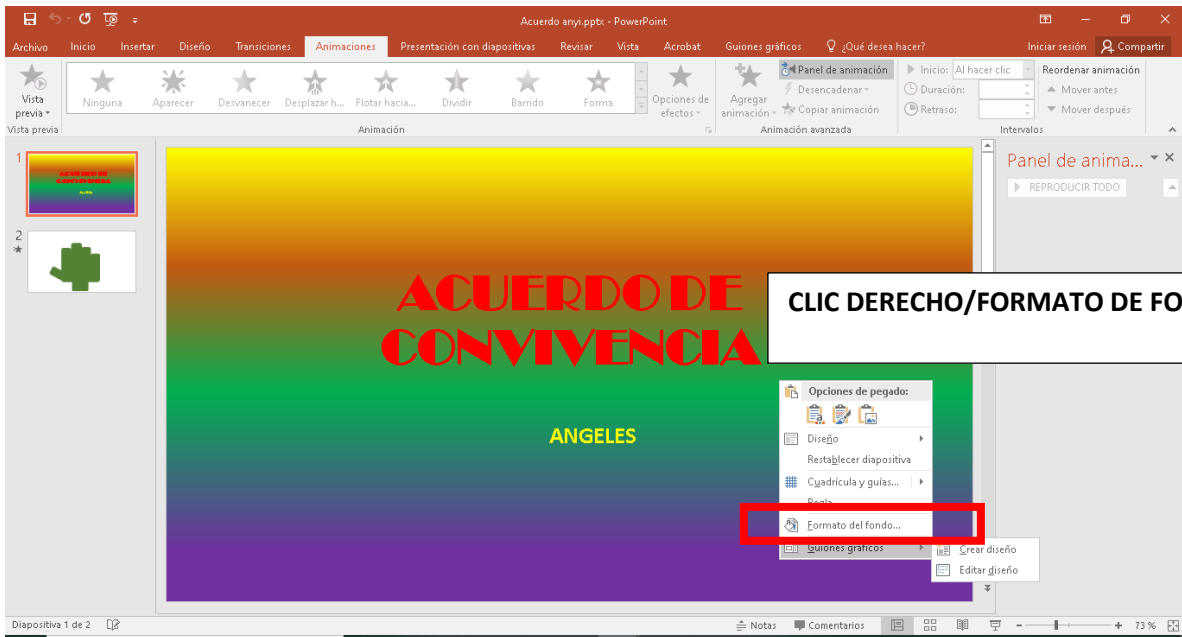 Acuerdo anyi.pptx - PowerPoint
Archivo Inicio Insertar Diseño Transiciones Animaciones Presentación con diapositivas Revisar Vista Acrobat Guiones gráficos ¿Qué desea hacer? Iniciar sesión Compartir
Vista previa
Ninguna Aparecer Desvanecer Desplazar h... Flotar hacia... Dividir Barrido Forma
Opciones de efectos
Agregar animación
Panel de animación
Desencadenar
Copiar animación
Inicio: Al hacer clic
Duración:
Retraso:
Reordenar animación
Mover antes
Mover después
Vista previa Animación Animación avanzada Intervalos
1
ACUERDO DE
CONVIVENCIA
2
Panel de anima...
REPRODUCIR TODO
ACUERDO DE
CONVIVENCIA
ANGELES
CLIC DERECHO/FORMATO DE FO
Opciones de pegado:
Diseño
Restablecer diapositiva
Cuadrícula y guías...
Regla...
Formato del fondo...
Guiones gráficos
Crear diseño
Editar diseño
Diapositiva 1 de 2 Notas Comentarios 73 %